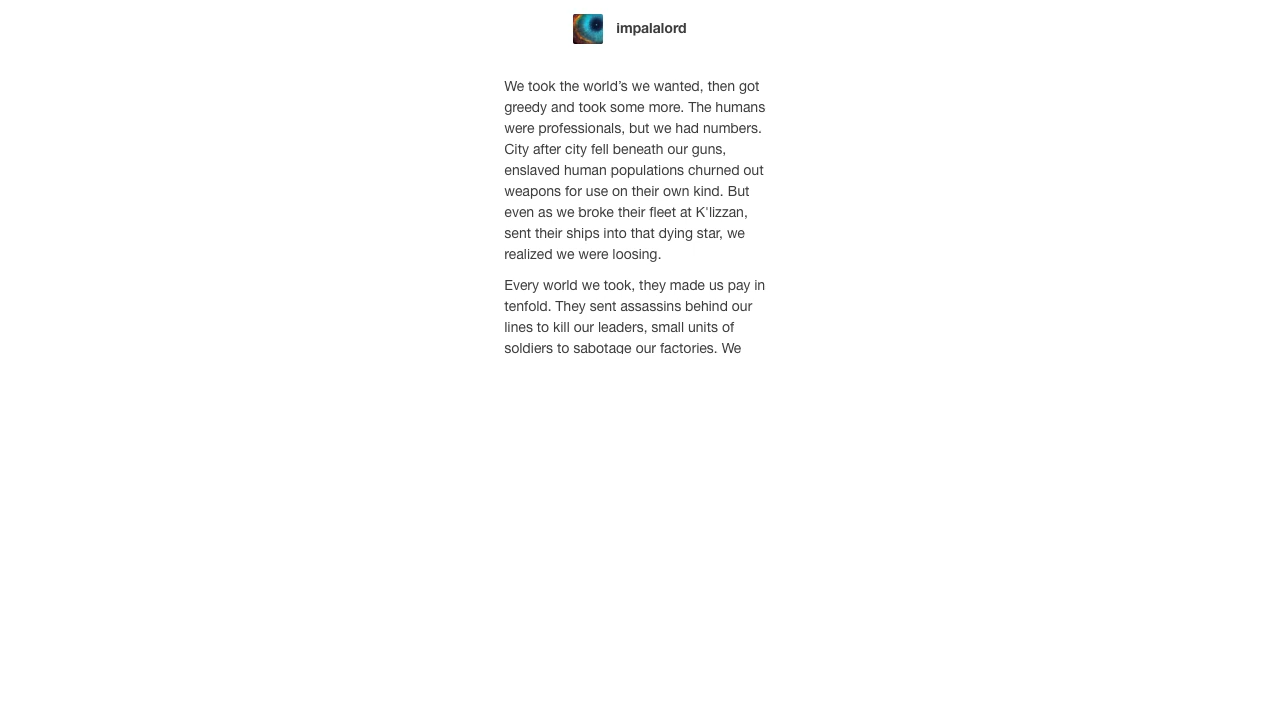 impalalord
We took the world’s we wanted, then got
greedy and took some more. The humans
were professionals, but we had numbers.
City after city fell beneath our guns,
enslaved human populations churned out
weapons for use on their own kind. But
even as we broke their fleet at K'lizzan,
sent their ships into that dying star, we
realized we were loosing.
Every world we took, they made us pay in
tenfold. They sent assassins behind our
lines to kill our leaders, small units of
soldiers to sabotage our factories. We